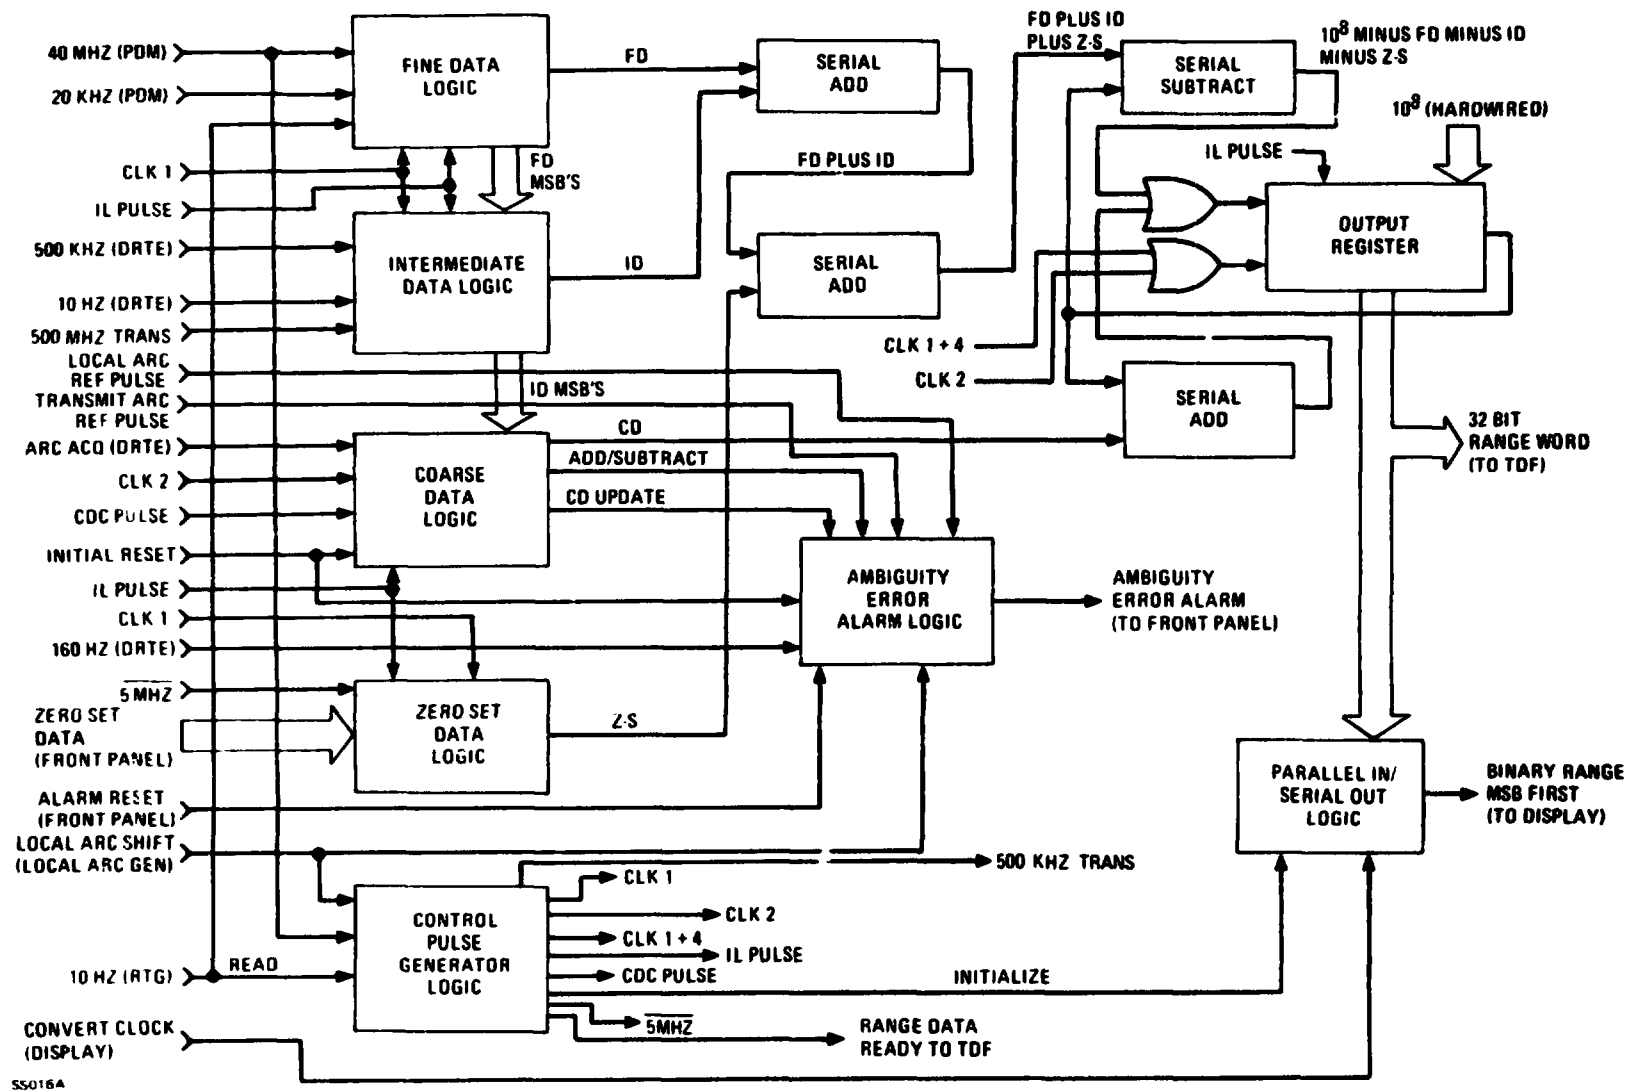 40 MHZ (PDM)
20 KHZ (PDM)
CLK 1
IL PULSE
500 KHZ (DRTE)
10 HZ (DRTE)
500 MHZ TRANS
LOCAL ARC
REF PULSE
TRANSMIT ARC
REF PULSE
ARC ACQ (DRTE)
CLK 2
CDC PULSE
INITIAL RESET
IL PULSE
CLK 1
160 HZ (DRTE)
5 MHZ
ZERO SET
DATA
(FRONT PANEL)
ALARM RESET
(FRONT PANEL)
LOCAL ARC SHIFT
(LOCAL ARC GEN)
10 HZ (RTG)
READ
CONVERT CLOCK
(DISPLAY)
SS016A
FINE DATA
LOGIC
FD
MSB'S
INTERMEDIATE
DATA LOGIC
ID MSB'S
COARSE
DATA
LOGIC
ZERO SET
DATA
LOGIC
CONTROL
PULSE
GENERATOR
LOGIC
FD
ID
CD
ADD/SUBTRACT
CD UPDATE
Z-S
SERIAL
ADD
FD PLUS ID
SERIAL
ADD
FD PLUS ID
PLUS Z-S
SERIAL
SUBTRACT
10⁸ MINUS FD MINUS ID
MINUS Z-S
10⁸ (HARDWIRED)
IL PULSE
OUTPUT
REGISTER
CLK 1 + 4
CLK 2
SERIAL
ADD
32 BIT
RANGE WORD
(TO TDF)
AMBIGUITY
ERROR
ALARM LOGIC
AMBIGUITY
ERROR ALARM
(TO FRONT PANEL)
PARALLEL IN/
SERIAL OUT
LOGIC
BINARY RANGE
MSB FIRST
(TO DISPLAY)
500 KHZ TRANS
CLK 1
CLK 2
CLK 1 + 4
IL PULSE
CDC PULSE
INITIALIZE
5MHZ
RANGE DATA
READY TO TDF